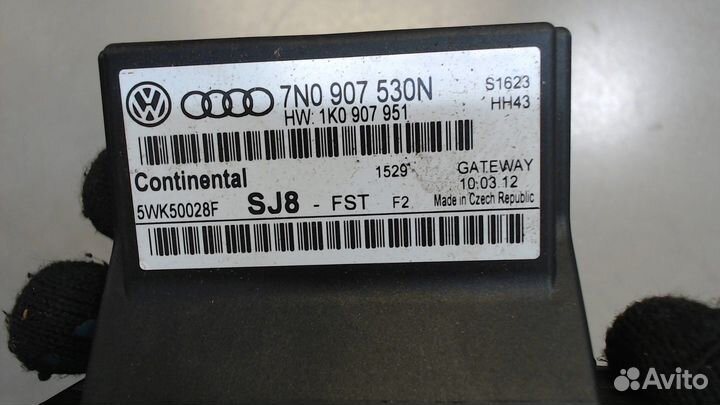 7N0 907 530N
S1623
HW: 1K0 907 951
HH43
Continental
1529
GATEWAY
10.03.12
5WK50028F
SJ8 - FST F2
Made in Czech Republic
Avito